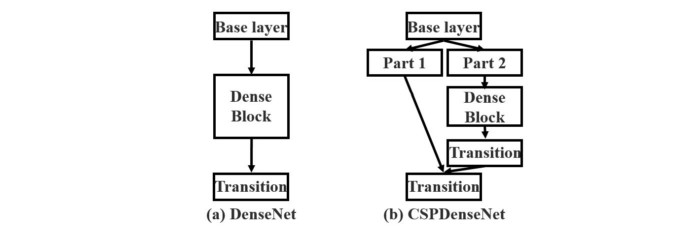 Base layer
Dense
Block
Transition
(a) DenseNet
Base layer
Part 1
Part 2
Dense
Block
Transition
Transition
(b) CSPDenseNet